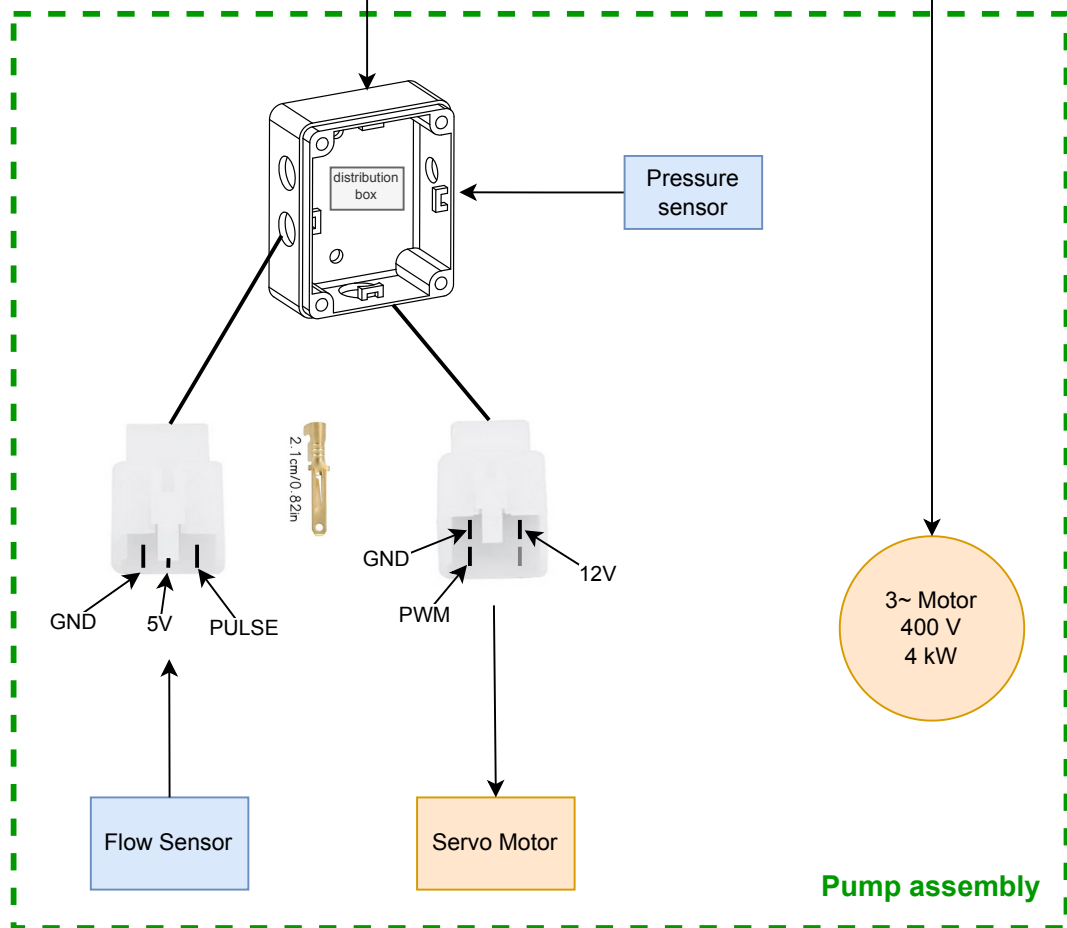 distribution
box
Pressure
sensor
2.1cm/0.82in
GND
12V
PWM
GND
5V
PULSE
3~ Motor
400 V
4 kW
Flow Sensor
Servo Motor
Pump assembly